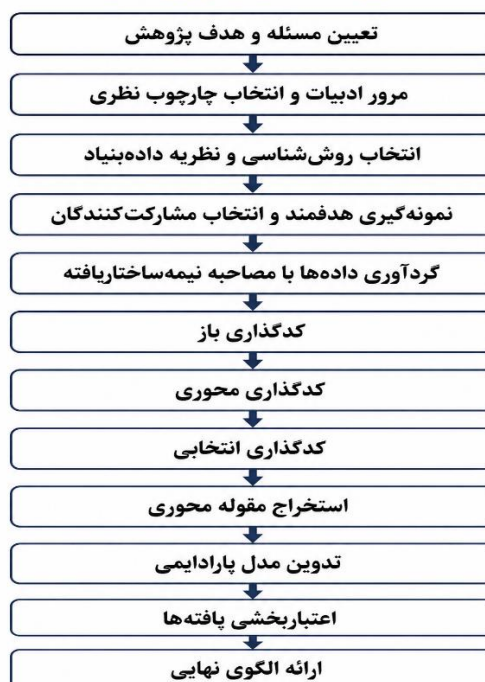 تعیین مسئله و هدف پژوهش
مرور ادبیات و انتخاب چارچوب نظری
انتخاب روش‌شناسی و نظریه داده‌بنیاد
نمونه‌گیری هدفمند و انتخاب مشارکت‌کنندگان
گردآوری داده‌ها با مصاحبه نیمه‌ساختاریافته
کدگذاری باز
کدگذاری محوری
کدگذاری انتخابی
استخراج مقوله محوری
تدوین مدل پارادایمی
اعتباربخشی یافته‌ها
ارائه الگوی نهایی